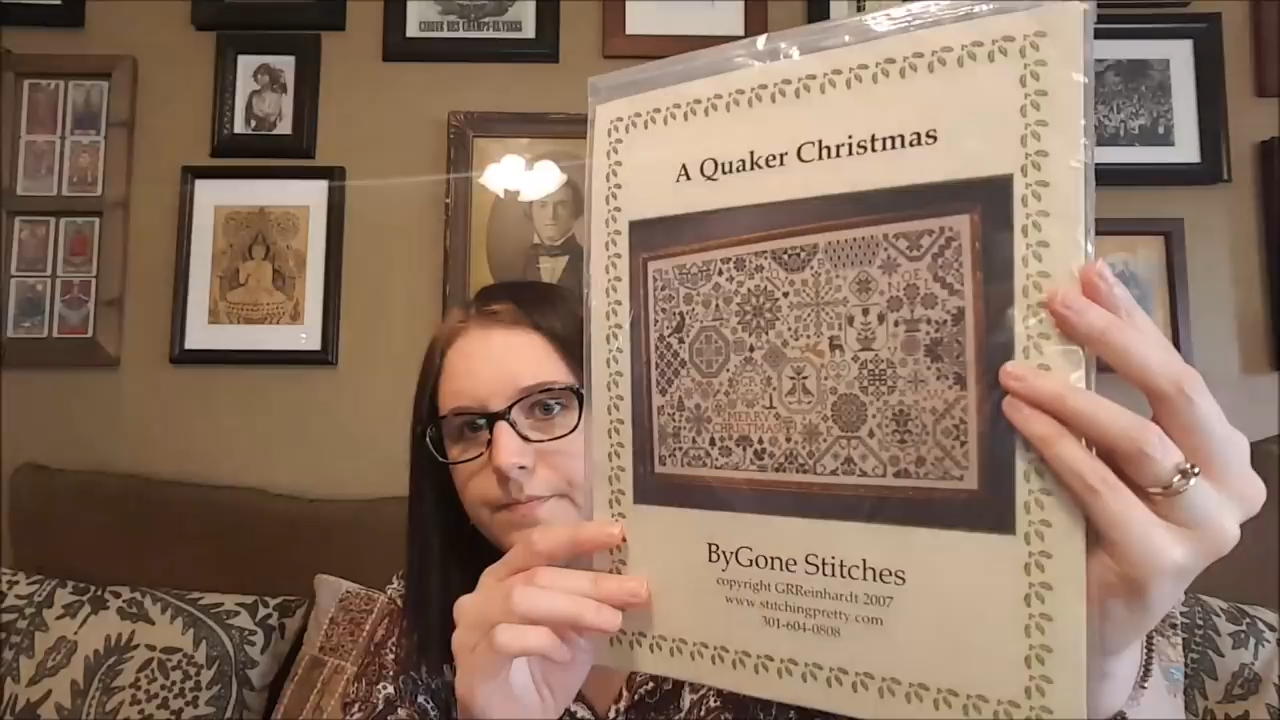 CIRQUE DES CHAMPS-ELYSEES
A Quaker Christmas
MERRY
CHRISTMAS
ByGone Stitches
copyright GRReinhardt 2007
www.stitchingpretty.com
301-604-0808